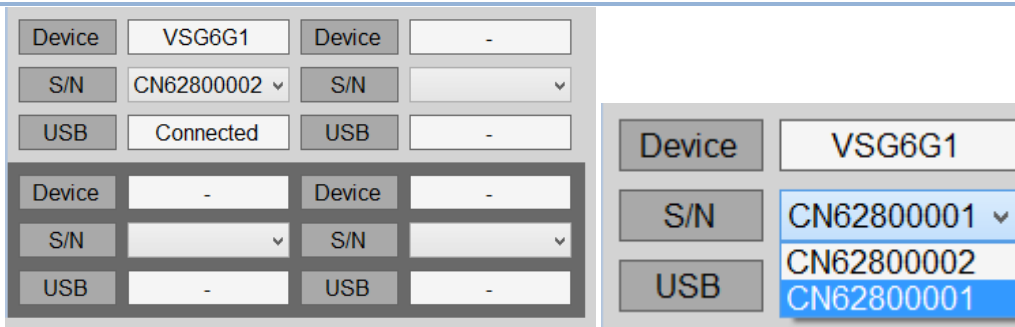 Device VSG6G1 Device -
S/N CN62800002 S/N
USB Connected USB -
Device - Device -
S/N S/N
USB - USB -
Device VSG6G1
S/N CN62800001
CN62800002
USB CN62800001